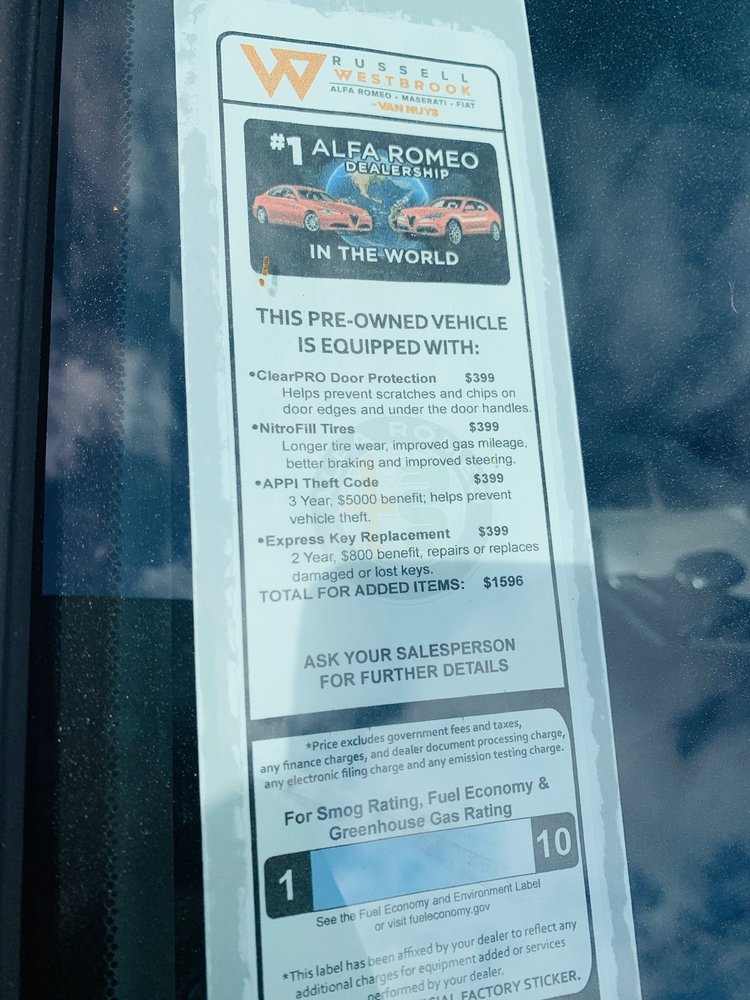 RUSSELL
WESTBROOK
ALFA ROMEO • MASERATI • FIAT
OF VAN NUYS
#1 ALFA ROMEO
DEALERSHIP
IN THE WORLD
THIS PRE-OWNED VEHICLE
IS EQUIPPED WITH:
•ClearPRO Door Protection $399
Helps prevent scratches and chips on
door edges and under the door handles.
•NitroFill Tires $399
Longer tire wear, improved gas mileage,
better braking and improved steering.
•APPI Theft Code $399
3 Year, $5000 benefit; helps prevent
vehicle theft.
•Express Key Replacement $399
2 Year, $800 benefit, repairs or replaces
damaged or lost keys.
TOTAL FOR ADDED ITEMS: $1596
ASK YOUR SALESPERSON
FOR FURTHER DETAILS
*Price excludes government fees and taxes,
any finance charges, and dealer document processing charge,
any electronic filing charge and any emission testing charge.
For Smog Rating, Fuel Economy &
Greenhouse Gas Rating
1 10
See the Fuel Economy and Environment Label
or visit fueleconomy.gov
*This label has been affixed by your dealer to reflect any
additional charges for equipment added or services
performed by your dealer.
FACTORY STICKER.